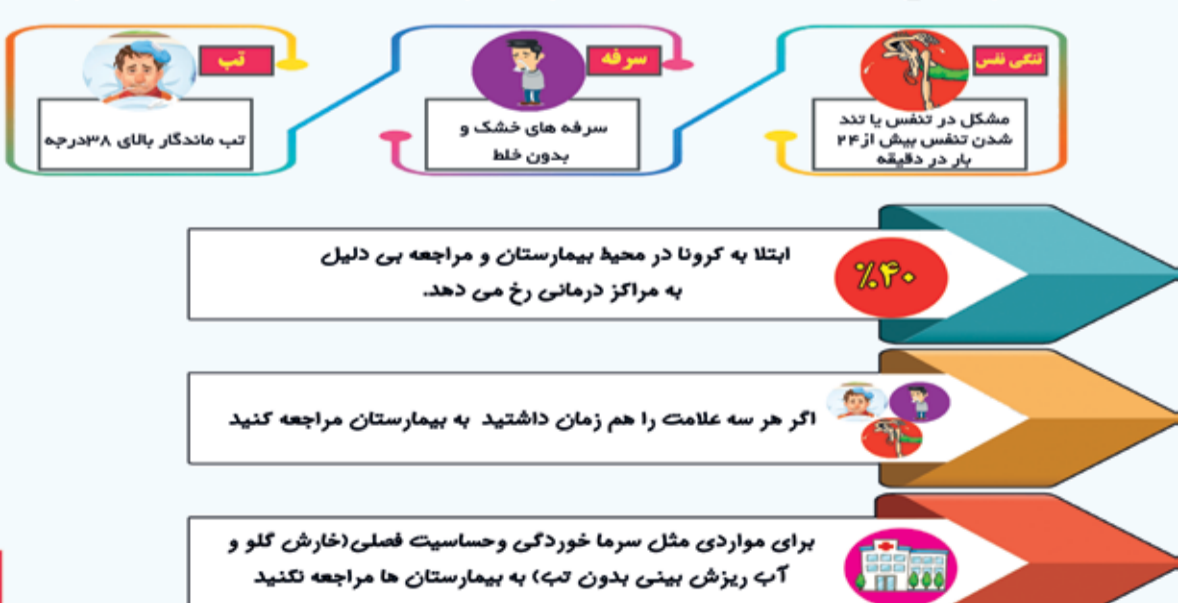 تنگی نفس
مشکل در تنفس یا تند
شدن تنفس بیش از ۲۴
بار در دقیقه
سرفه
سرفه های خشک و
بدون خلط
تب
تب ماندگار بالای ۳۸درجه
٪۴۰
ابتلا به کرونا در محیط بیمارستان و مراجعه بی دلیل
به مراکز درمانی رخ می دهد.
اگر هر سه علامت را هم زمان داشتید به بیمارستان مراجعه کنید
برای مواردی مثل سرما خوردگی وحساسیت فصلی(خارش گلو و
آب ریزش بینی بدون تب) به بیمارستان ها مراجعه نکنید